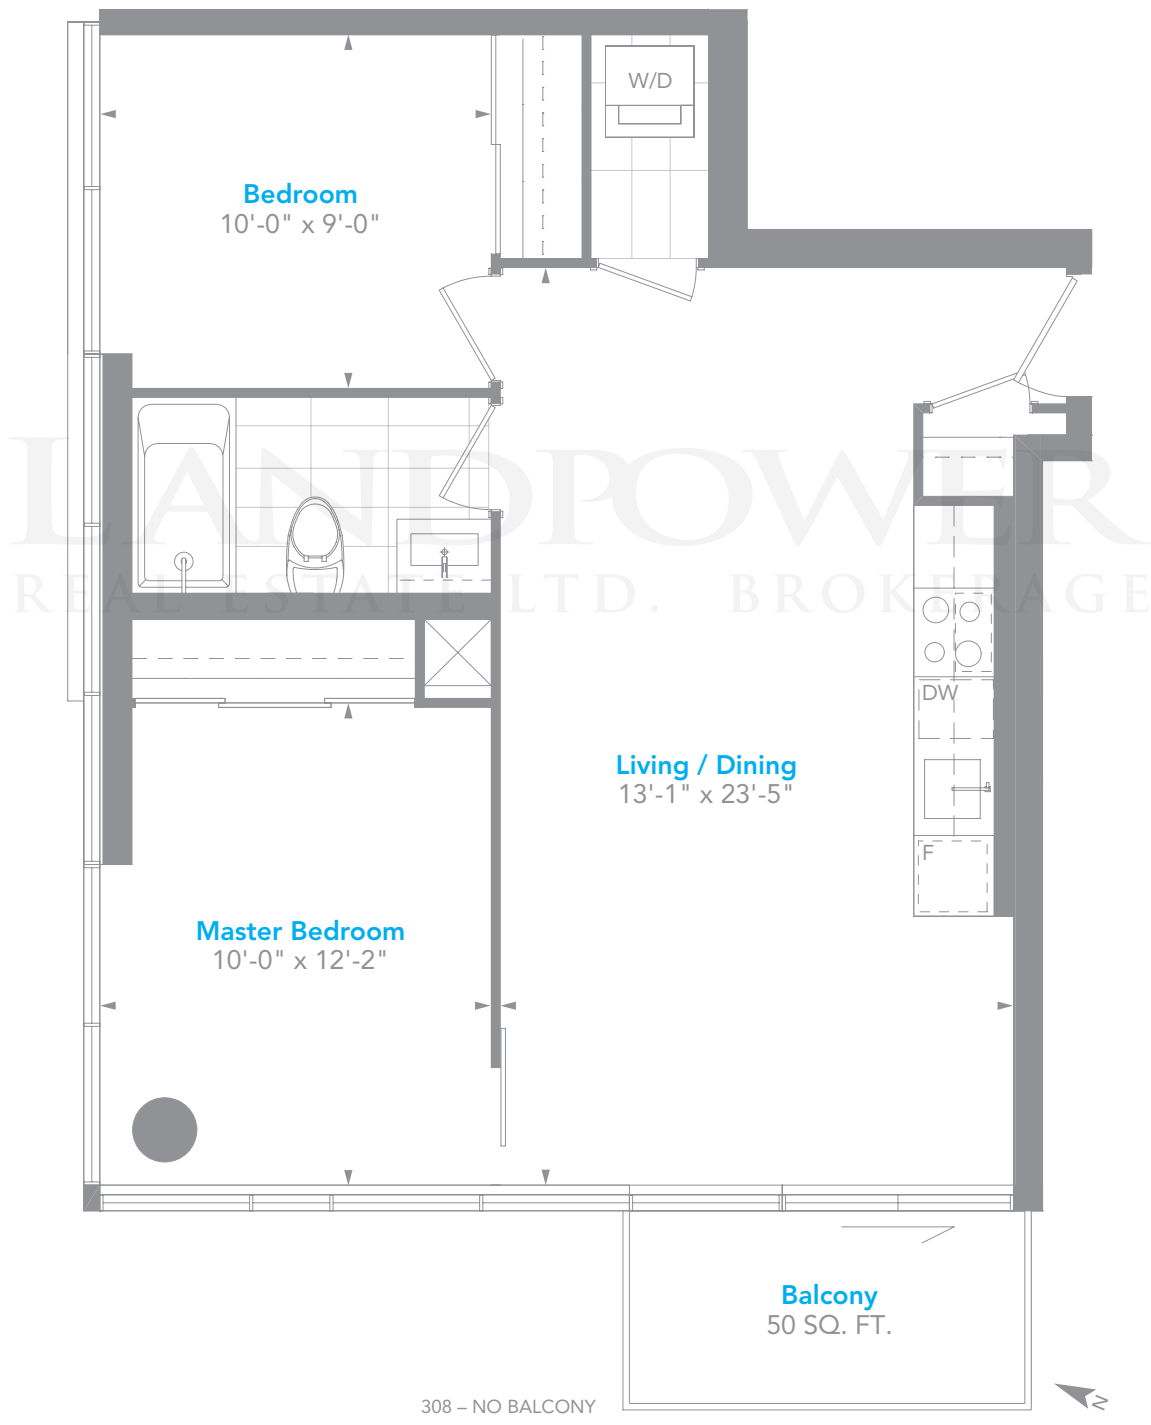 W/D
Bedroom
10'-0" x 9'-0"
LANDPOWER
REAL ESTATE LTD. BROKERAGE
DW
Living / Dining
13'-1" x 23'-5"
F
Master Bedroom
10'-0" x 12'-2"
Balcony
50 SQ. FT.
308 – NO BALCONY
N